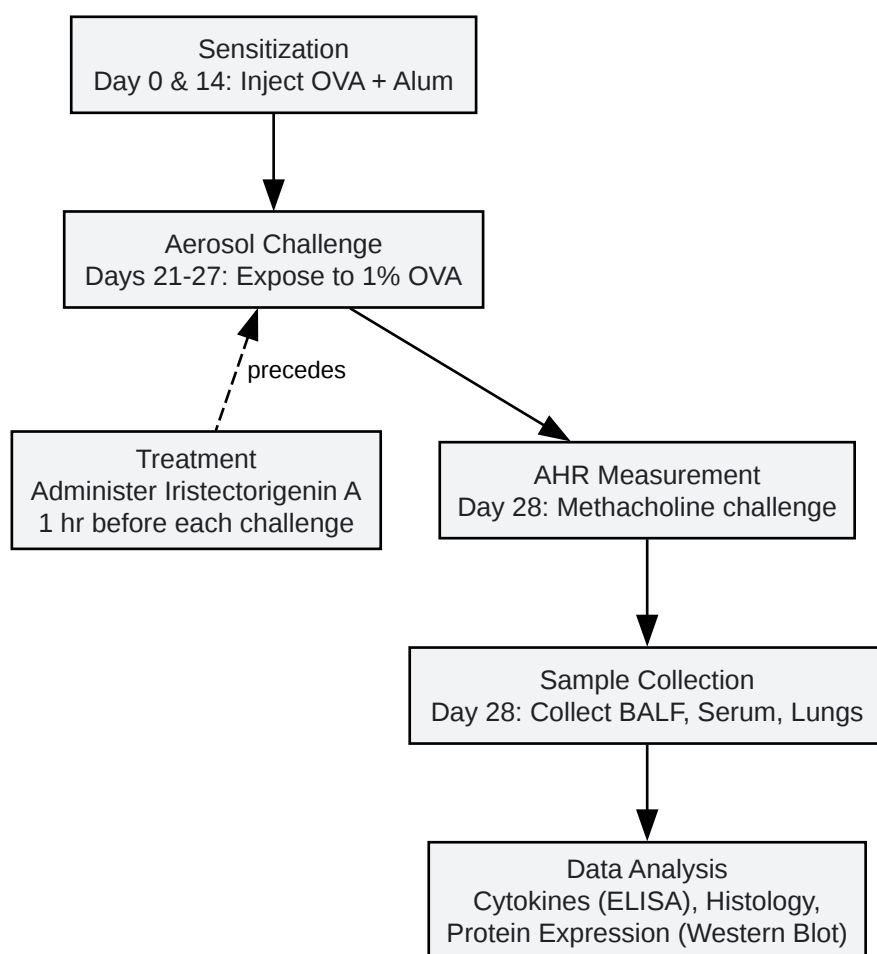 Sensitization
Day 0 & 14: Inject OVA + Alum
Aerosol Challenge
Days 21-27: Expose to 1% OVA
precedes
Treatment
Administer Iristectorigenin A
1 hr before each challenge
AHR Measurement
Day 28: Methacholine challenge
Sample Collection
Day 28: Collect BALF, Serum, Lungs
Data Analysis
Cytokines (ELISA), Histology,
Protein Expression (Western Blot)